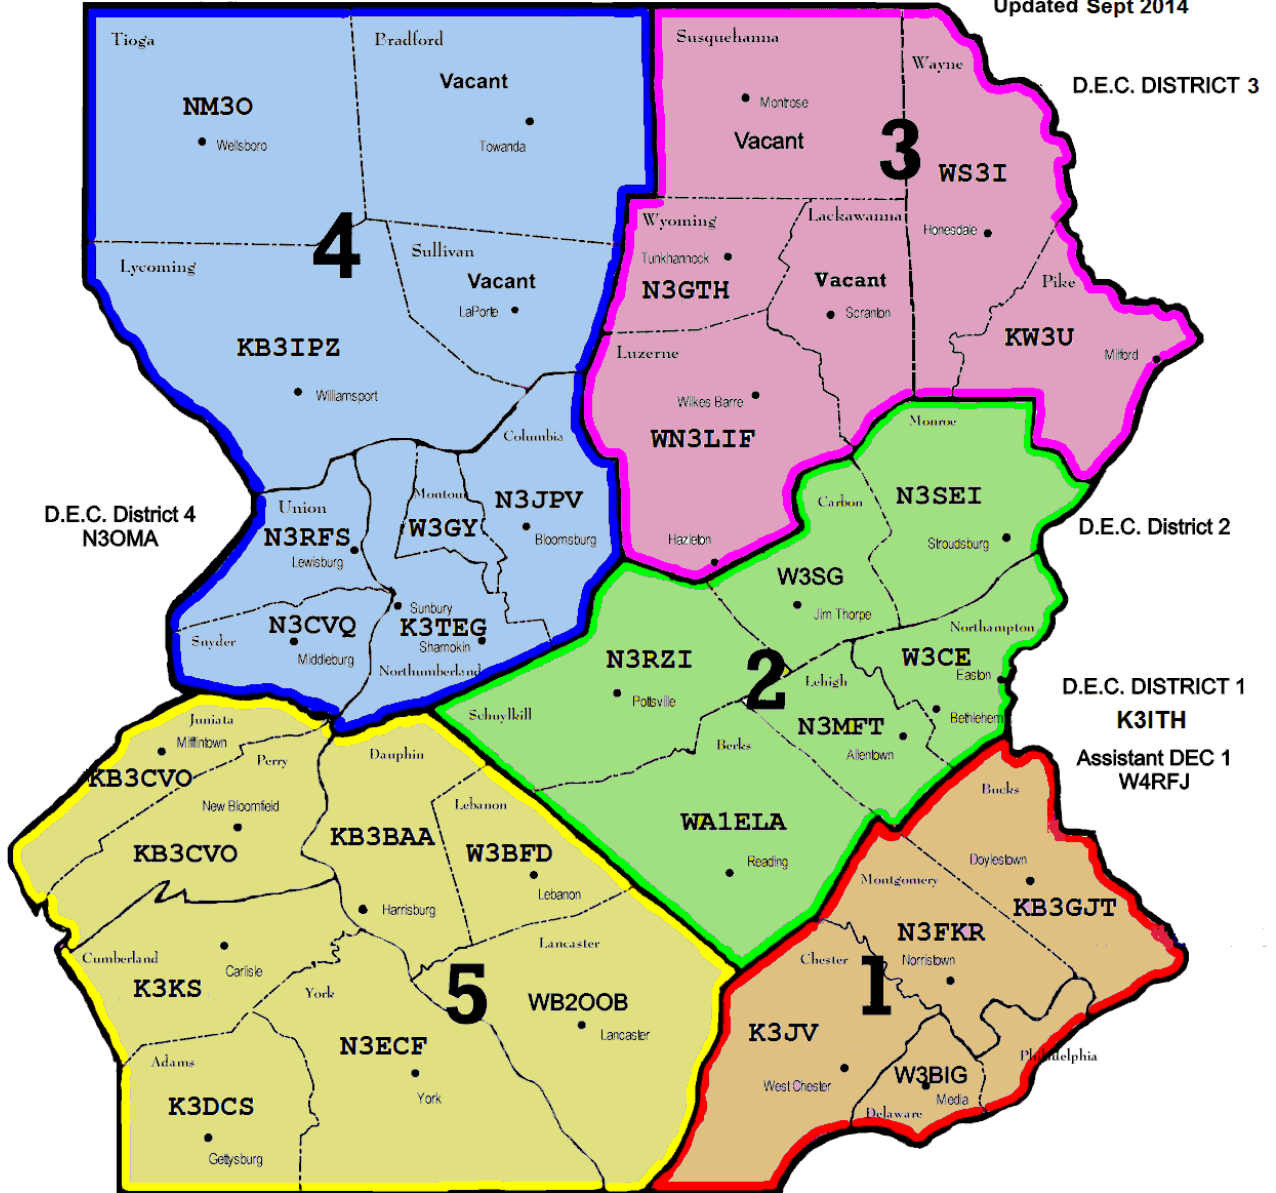 Updated Sept 2014
Tioga
Bradford
Susquehanna
Wayne
D.E.C. DISTRICT 3
Vacant
NM3O
Montrose
Wellsboro
Towanda
Vacant
3
WS3I
Wyoming
Lackawanna
Honesdale
4
Sullivan
Tunkhannock
Lycoming
Vacant
N3GTH
Vacant
Pike
LaPorte
Scranton
KB3IPZ
Luzerne
KW3U
Milford
Williamsport
Wilkes Barre
Monroe
Columbia
WN3LIF
Union
Montour
N3JPV
Carbon
N3SEI
D.E.C. District 4
N3OMA
N3RFS
W3GY
Bloomsburg
Hazleton
Stroudsburg
D.E.C. District 2
Lewisburg
W3SG
Sunbury
Jim Thorpe
Snyder
N3CVQ
K3TEG
Northampton
Middleburg
Shamokin
N3RZI
2
W3CE
Northumberland
Lehigh
Easton
D.E.C. DISTRICT 1
K3ITH
Pottsville
Juniata
Schuylkill
N3MFT
Bethlehem
Mifflintown
Dauphin
Berks
Allentown
Assistant DEC 1
W4RFJ
KB3CVO
Perry
Bucks
New Bloomfield
Lebanon
KB3BAA
WA1ELA
KB3CVO
W3BFD
Reading
Doylestown
Lebanon
Montgomery
Harrisburg
KB3GJT
Lancaster
N3FKR
Cumberland
Carlisle
Chester
Norristown
K3KS
York
5
1
WB2OOB
K3JV
Lancaster
N3ECF
Philadelphia
Adams
York
West Chester
W3BIG
Media
K3DCS
Delaware
Gettysburg